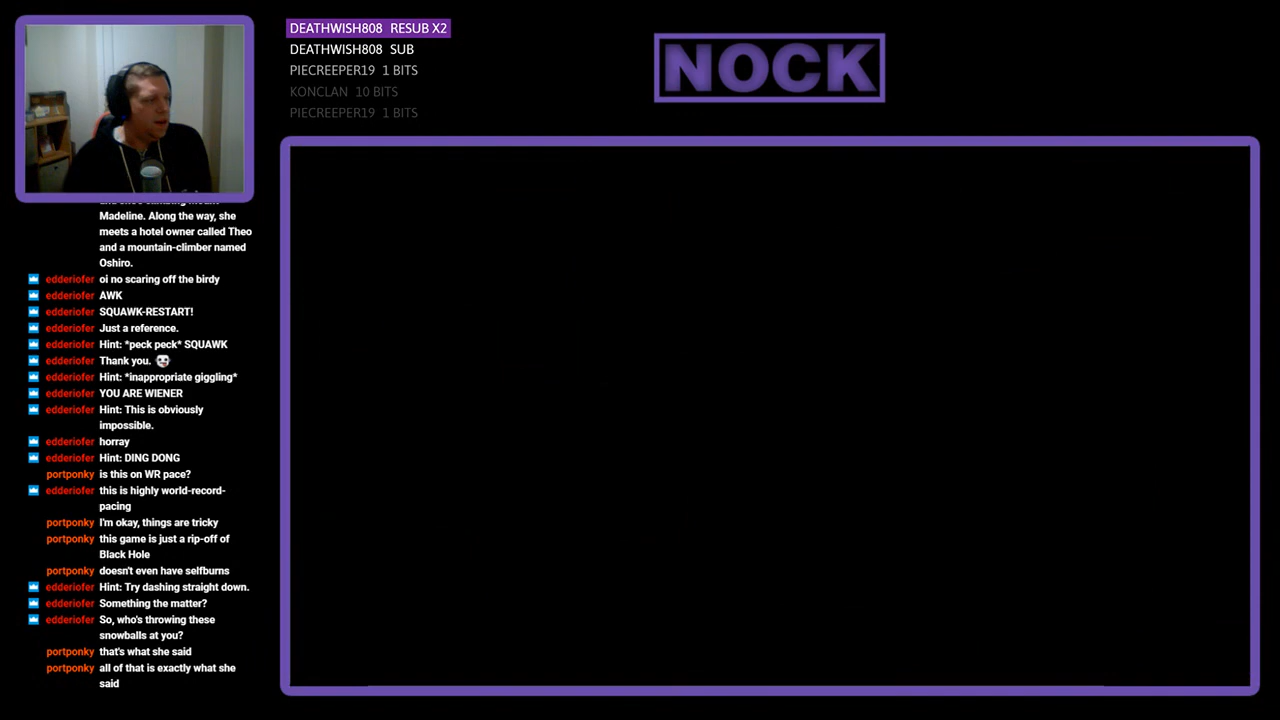 DEATHWISH808 RESUB X2
DEATHWISH808 SUB
PIECREEPER19 1 BITS
KONCLAN 10 BITS
PIECREEPER19 1 BITS
NOCK
Madeline. Along the way, she
meets a hotel owner called Theo
and a mountain-climber named
Oshiro.
edderiofer oi no scaring off the birdy
edderiofer AWK
edderiofer SQUAWK-RESTART!
edderiofer Just a reference.
edderiofer Hint: *peck peck* SQUAWK
edderiofer Thank you.
edderiofer Hint: *inappropriate giggling*
edderiofer YOU ARE WIENER
edderiofer Hint: This is obviously
impossible.
edderiofer horray
edderiofer Hint: DING DONG
portponky is this on WR pace?
edderiofer this is highly world-record-
pacing
portponky I'm okay, things are tricky
portponky this game is just a rip-off of
Black Hole
portponky doesn't even have selfburns
edderiofer Hint: Try dashing straight down.
edderiofer Something the matter?
edderiofer So, who's throwing these
snowballs at you?
portponky that's what she said
portponky all of that is exactly what she
said